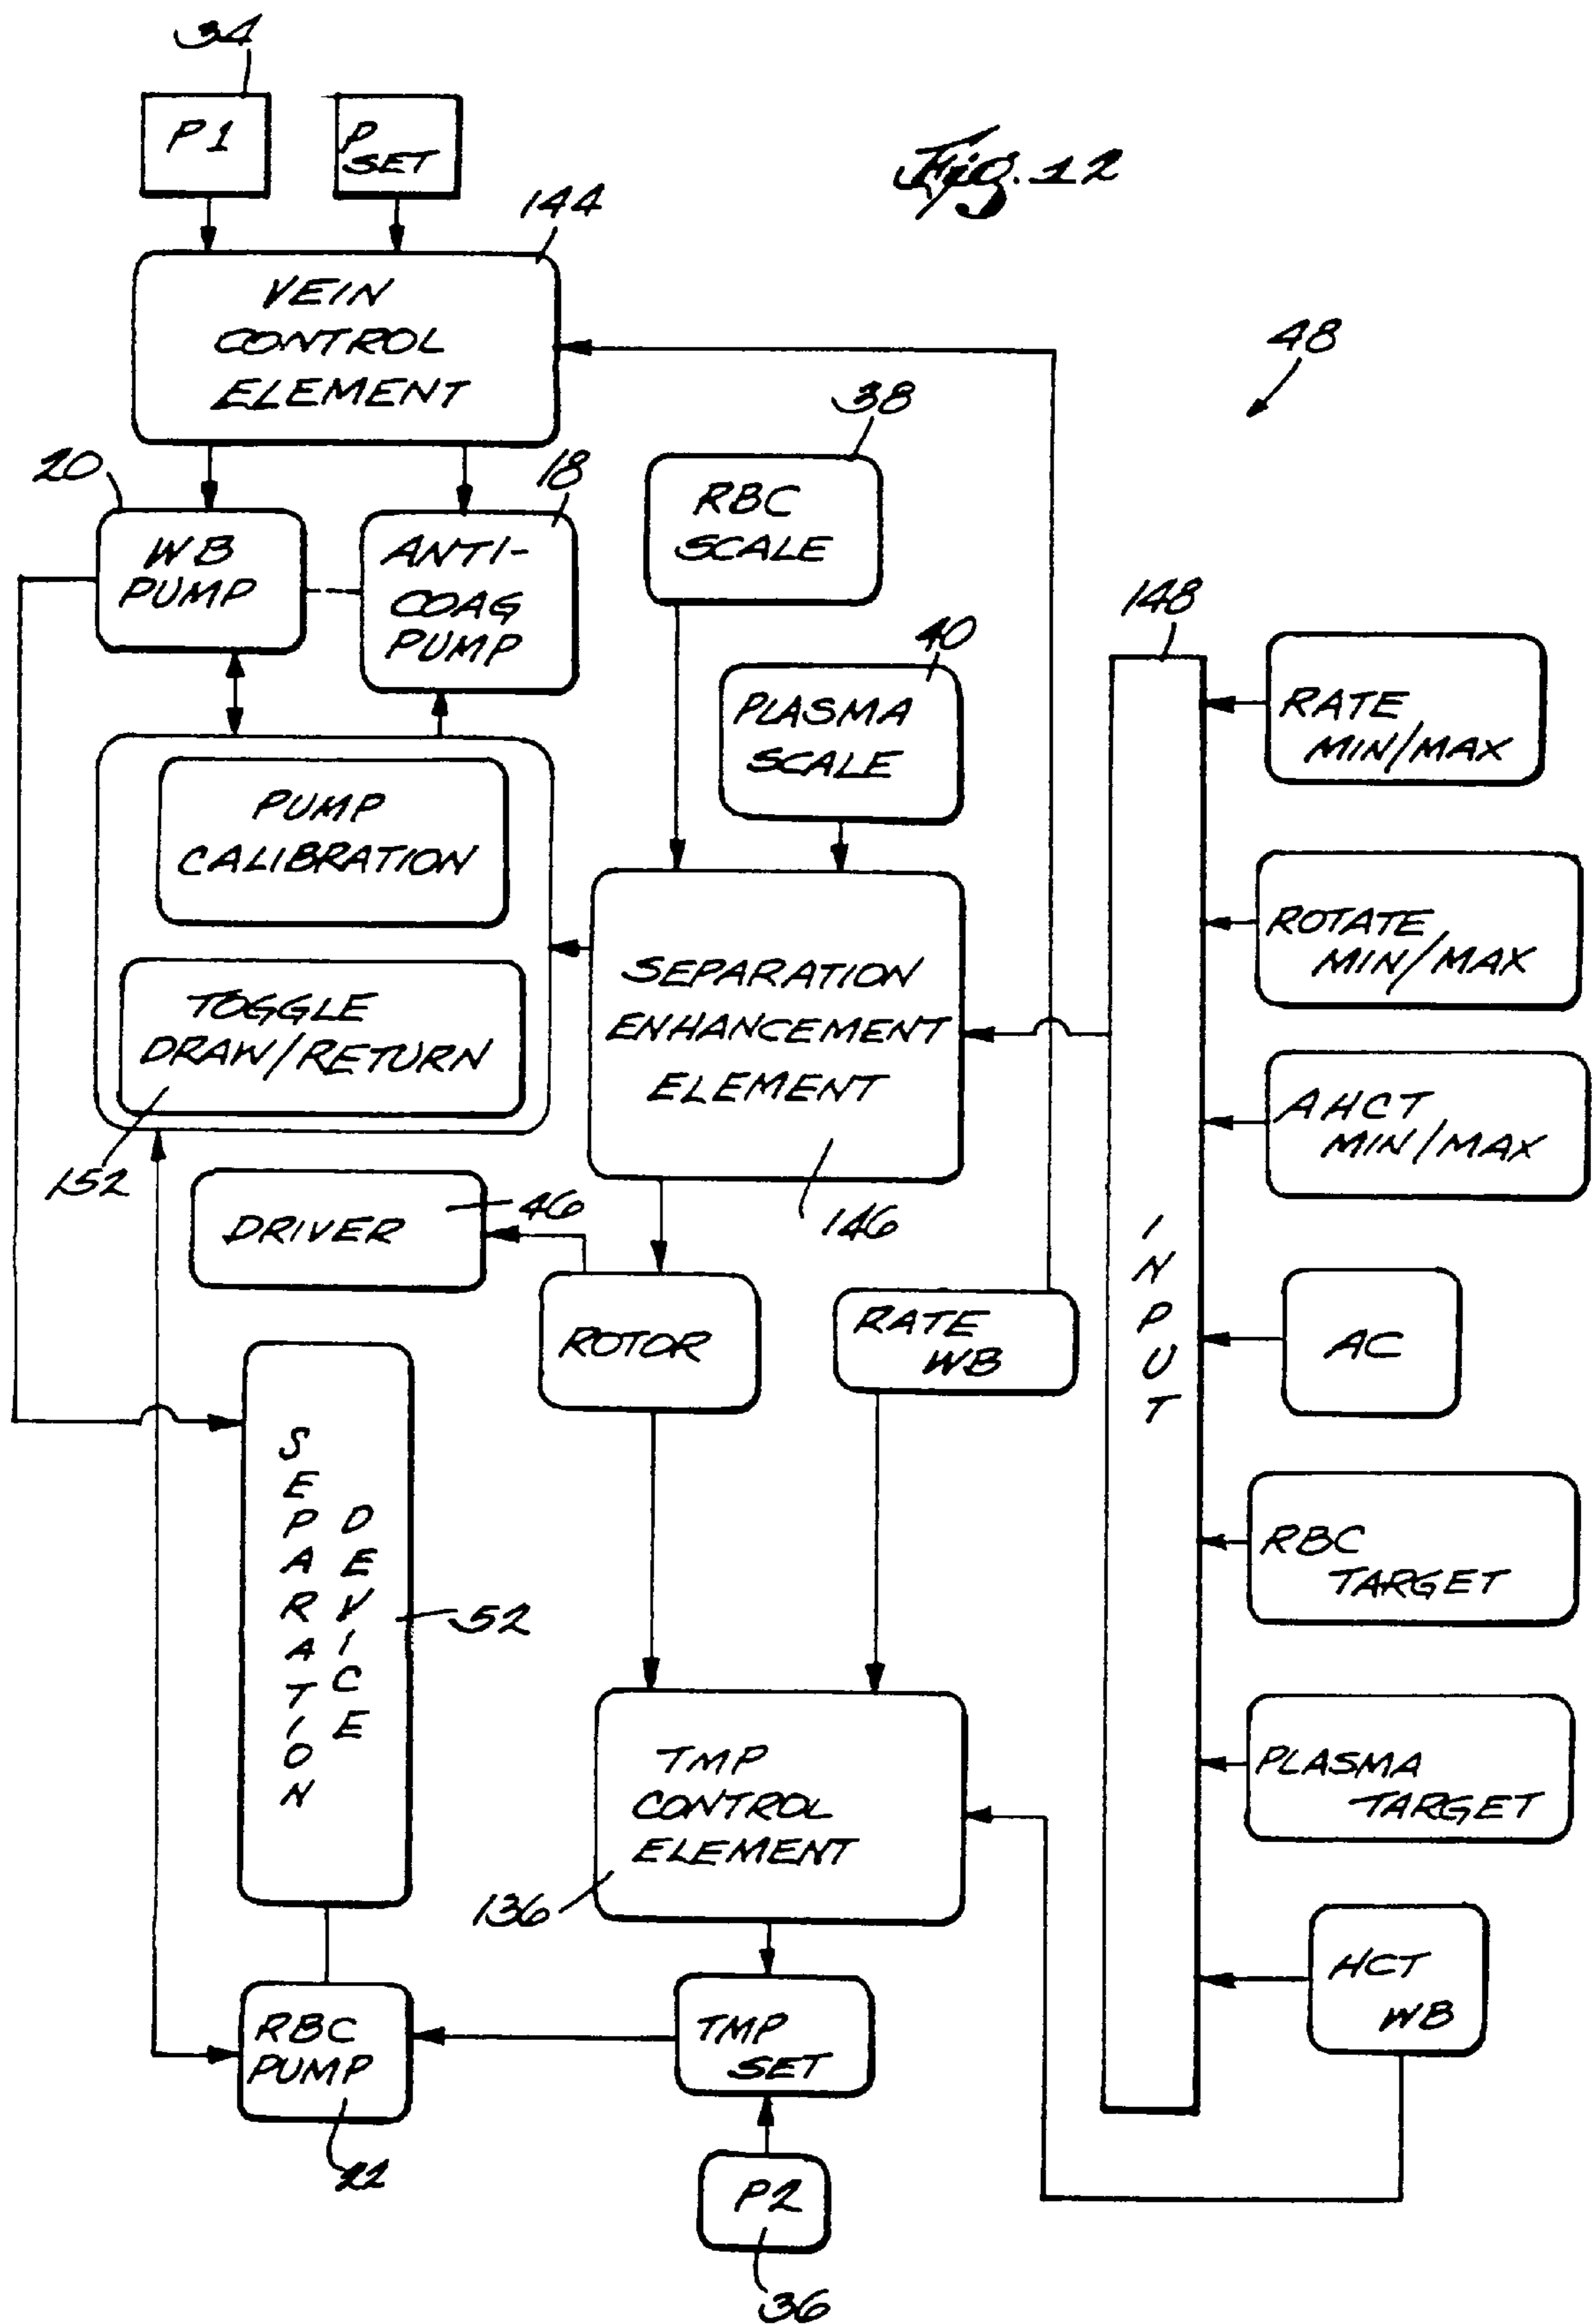 34
P1
P
SET
Fig. 12
144
VEIN
CONTROL
ELEMENT
48
38
20
18
RBC
SCALE
WB
PUMP
ANTI-
COAG
PUMP
148
40
RATE
MIN/MAX
PLASMA
SCALE
PUMP
CALIBRATION
ROTATE
MIN/MAX
SEPARATION
ENHANCEMENT
ELEMENT
TOGGLE
DRAW/RETURN
AHCT
MIN/MAX
152
DRIVER
46
146
INPUT
ROTOR
RATE
WB
AC
SEPARATION
DEVICE
52
RBC
TARGET
TMP
CONTROL
ELEMENT
PLASMA
TARGET
136
HCT
WB
RBC
PUMP
TMP
SET
22
P2
36